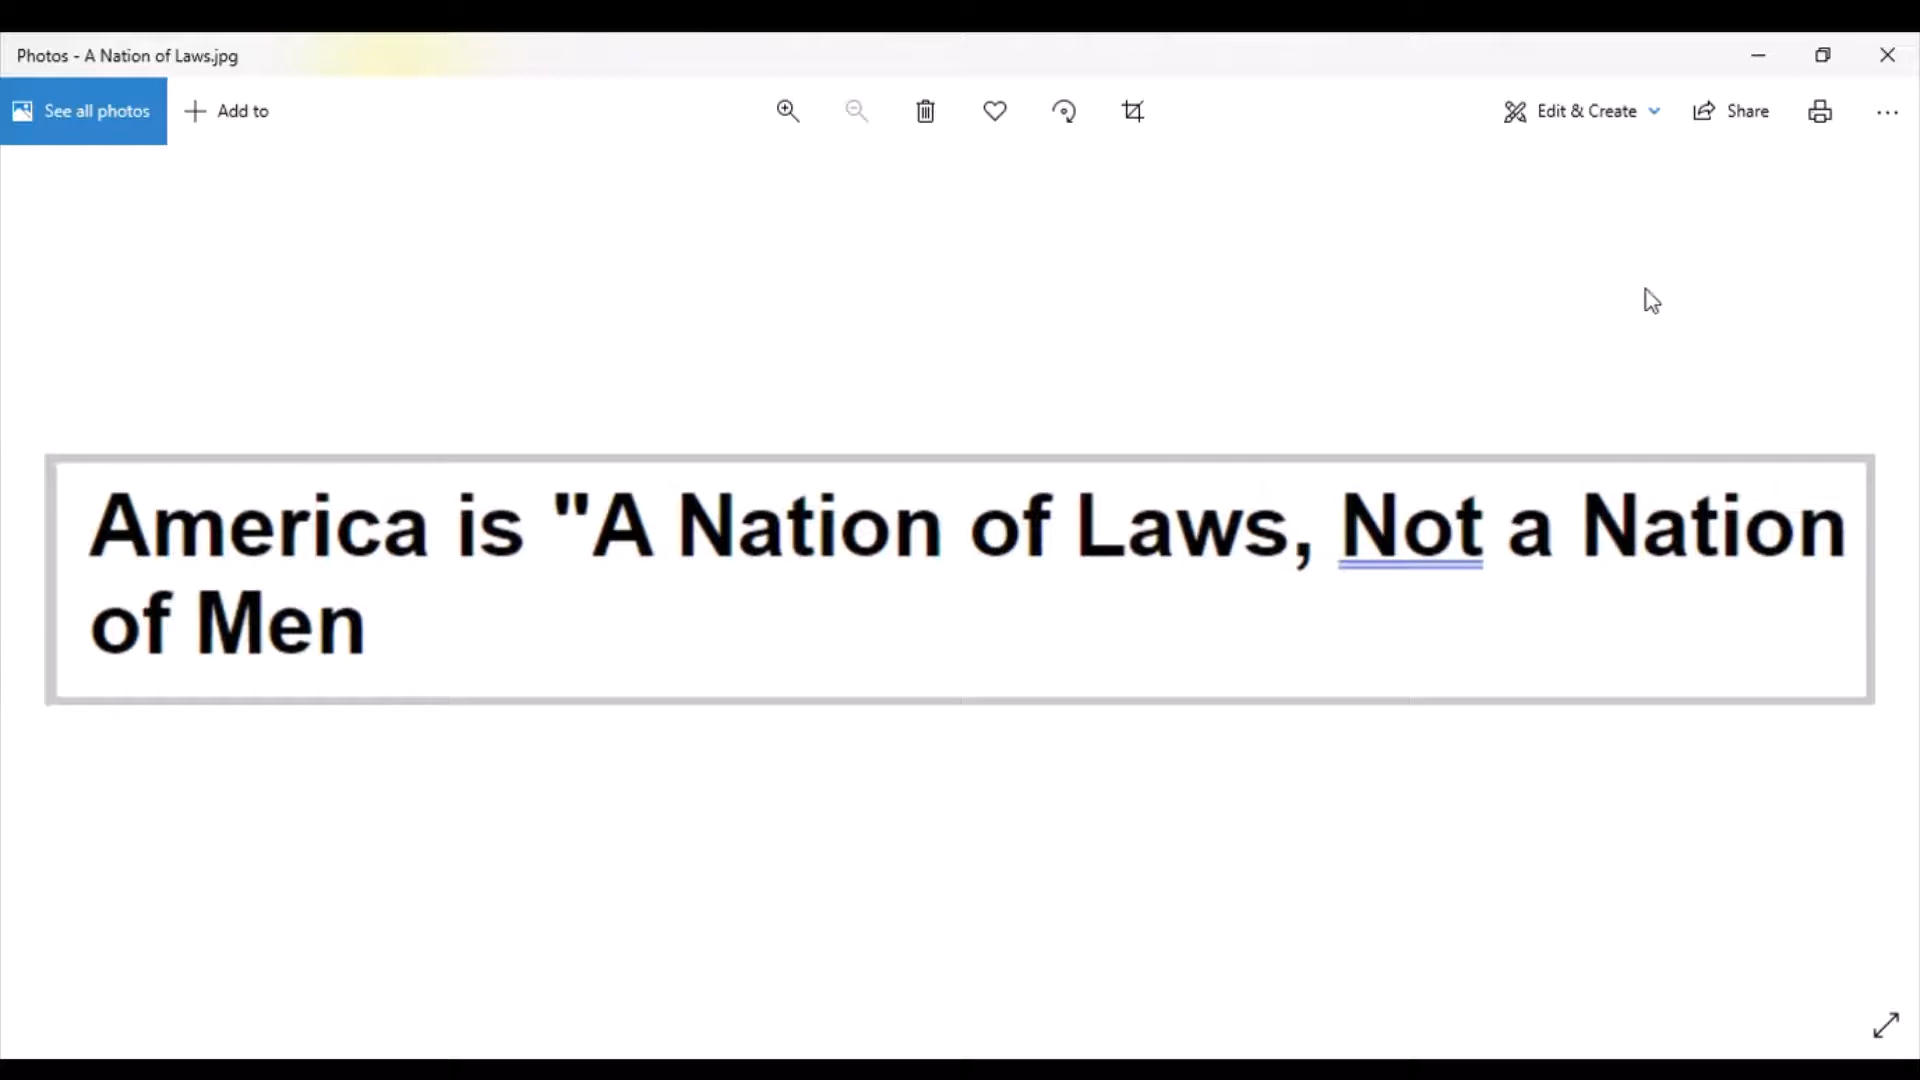 Photos - A Nation of Laws.jpg
See all photos
Add to
Edit & Create
Share
America is "A Nation of Laws, Not a Nation
of Men